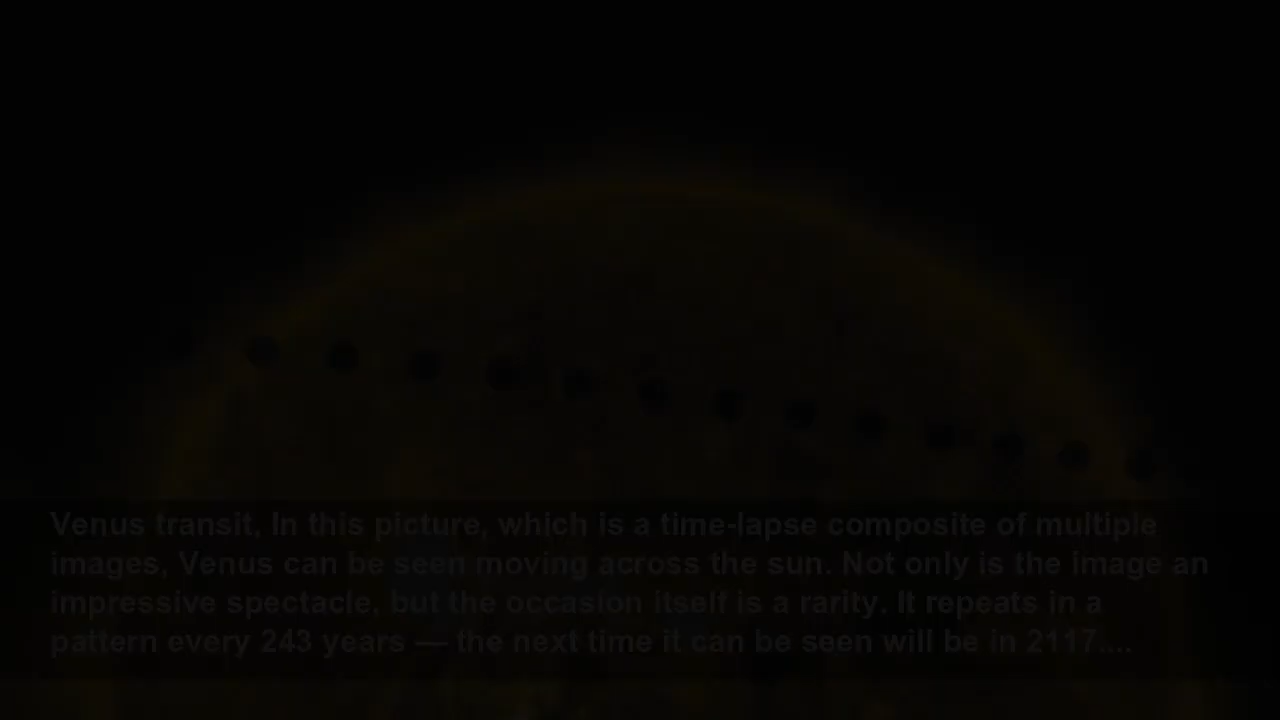 Venus transit, In this picture, which is a time-lapse composite of multiple
images, Venus can be seen moving across the sun. Not only is the image an
impressive spectacle, but the occasion itself is a rarity. It repeats in a
pattern every 243 years — the next time it can be seen will be in 2117....